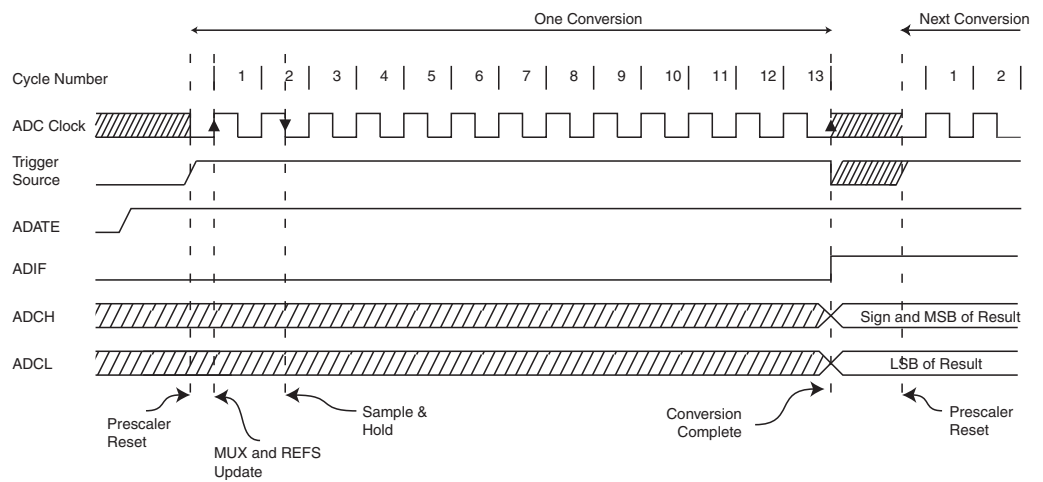 One Conversion
Next Conversion
Cycle Number
1 2 3 4 5 6 7 8 9 10 11 12 13
1 2
ADC Clock
Trigger
Source
ADATE
ADIF
ADCH
Sign and MSB of Result
ADCL
LSB of Result
Prescaler
Reset
MUX and REFS
Update
Sample &
Hold
Conversion
Complete
Prescaler
Reset